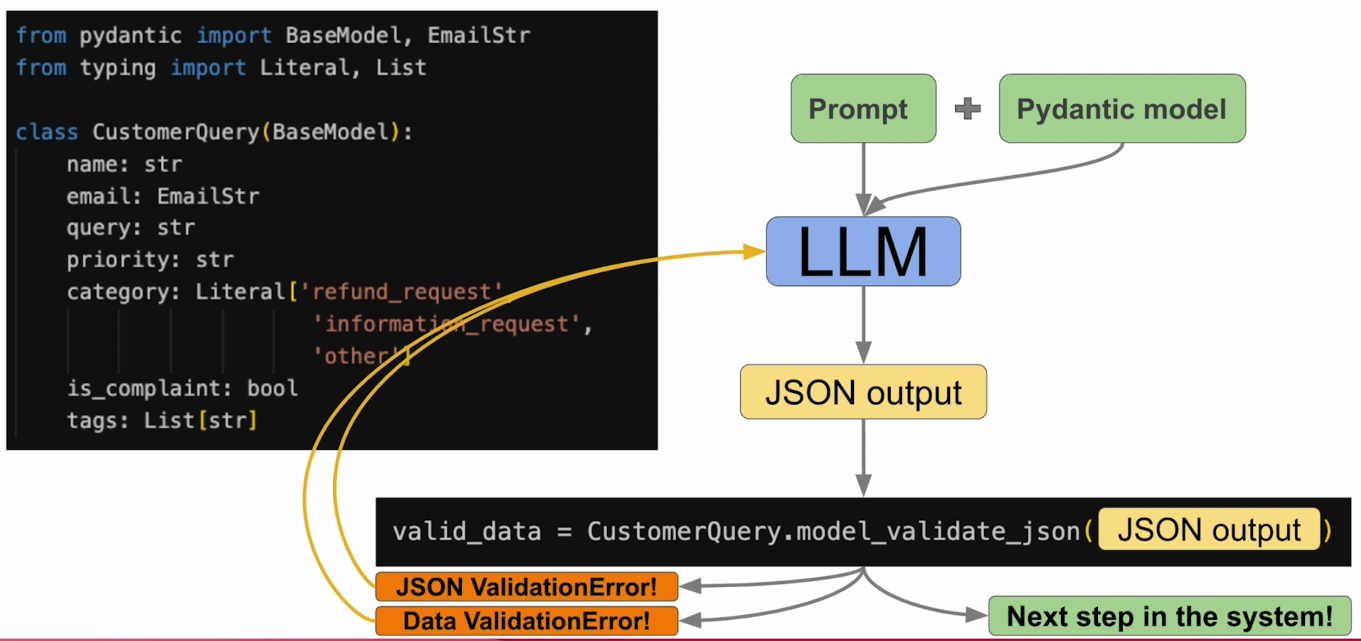 from pydantic import BaseModel, EmailStr
from typing import Literal, List
class CustomerQuery(BaseModel):
name: str
email: EmailStr
query: str
priority: str
category: Literal['refund_request',
'information_request',
'other']
is_complaint: bool
tags: List[str]
Prompt + Pydantic model
LLM
JSON output
valid_data = CustomerQuery.model_validate_json( JSON output )
JSON ValidationError!
Data ValidationError!
Next step in the system!